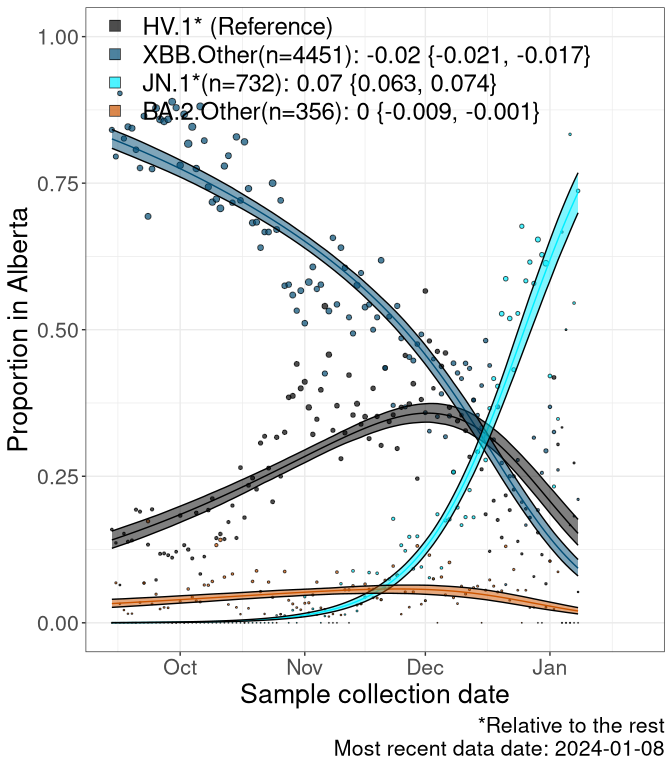 HV.1* (Reference)
XBB.Other(n=4451): -0.02 {-0.021, -0.017}
JN.1*(n=732): 0.07 {0.063, 0.074}
BA.2.Other(n=356): 0 {-0.009, -0.001}
1.00
0.75
0.50
0.25
0.00
Proportion in Alberta
Oct Nov Dec Jan
Sample collection date
*Relative to the rest
Most recent data date: 2024-01-08